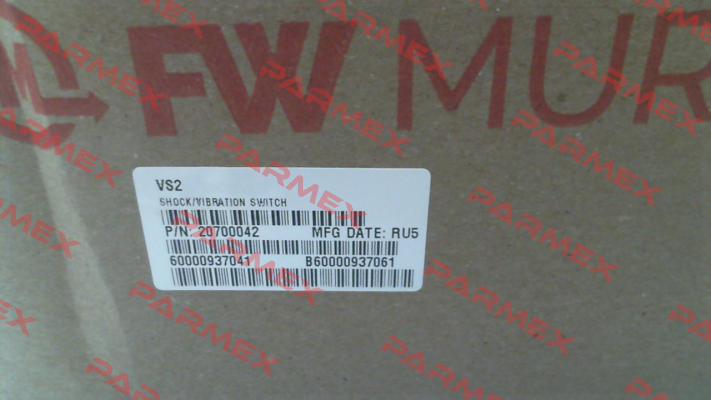 FW MUR
VS2
SHOCK/VIBRATION SWITCH
P/N: 20700042 MFG DATE: RU5
60000937041 B60000937061
PARMEX